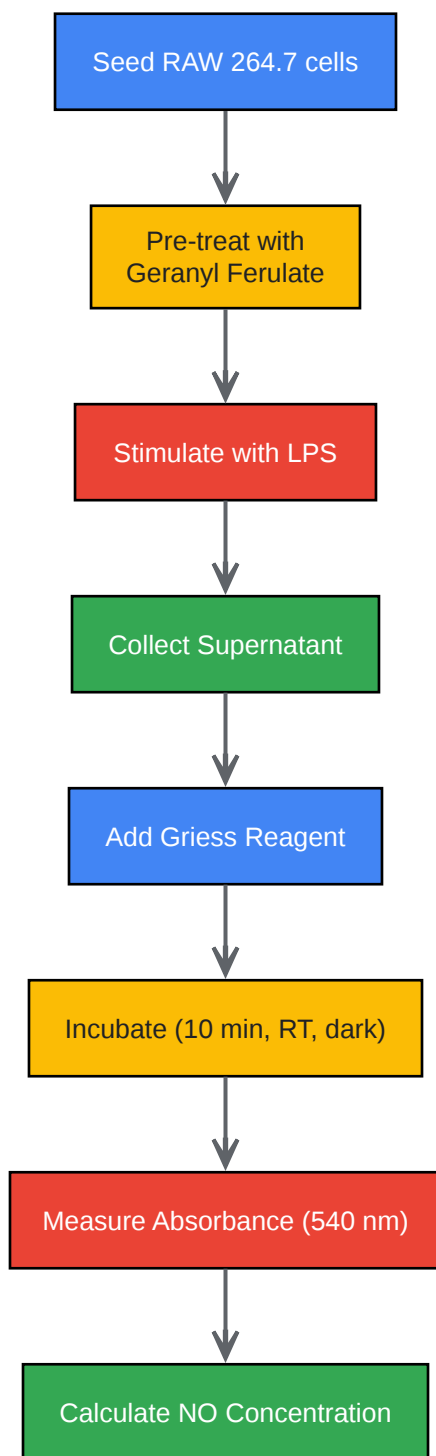 Seed RAW 264.7 cells
Pre-treat with
Geranyl Ferulate
Stimulate with LPS
Collect Supernatant
Add Griess Reagent
Incubate (10 min, RT, dark)
Measure Absorbance (540 nm)
Calculate NO Concentration